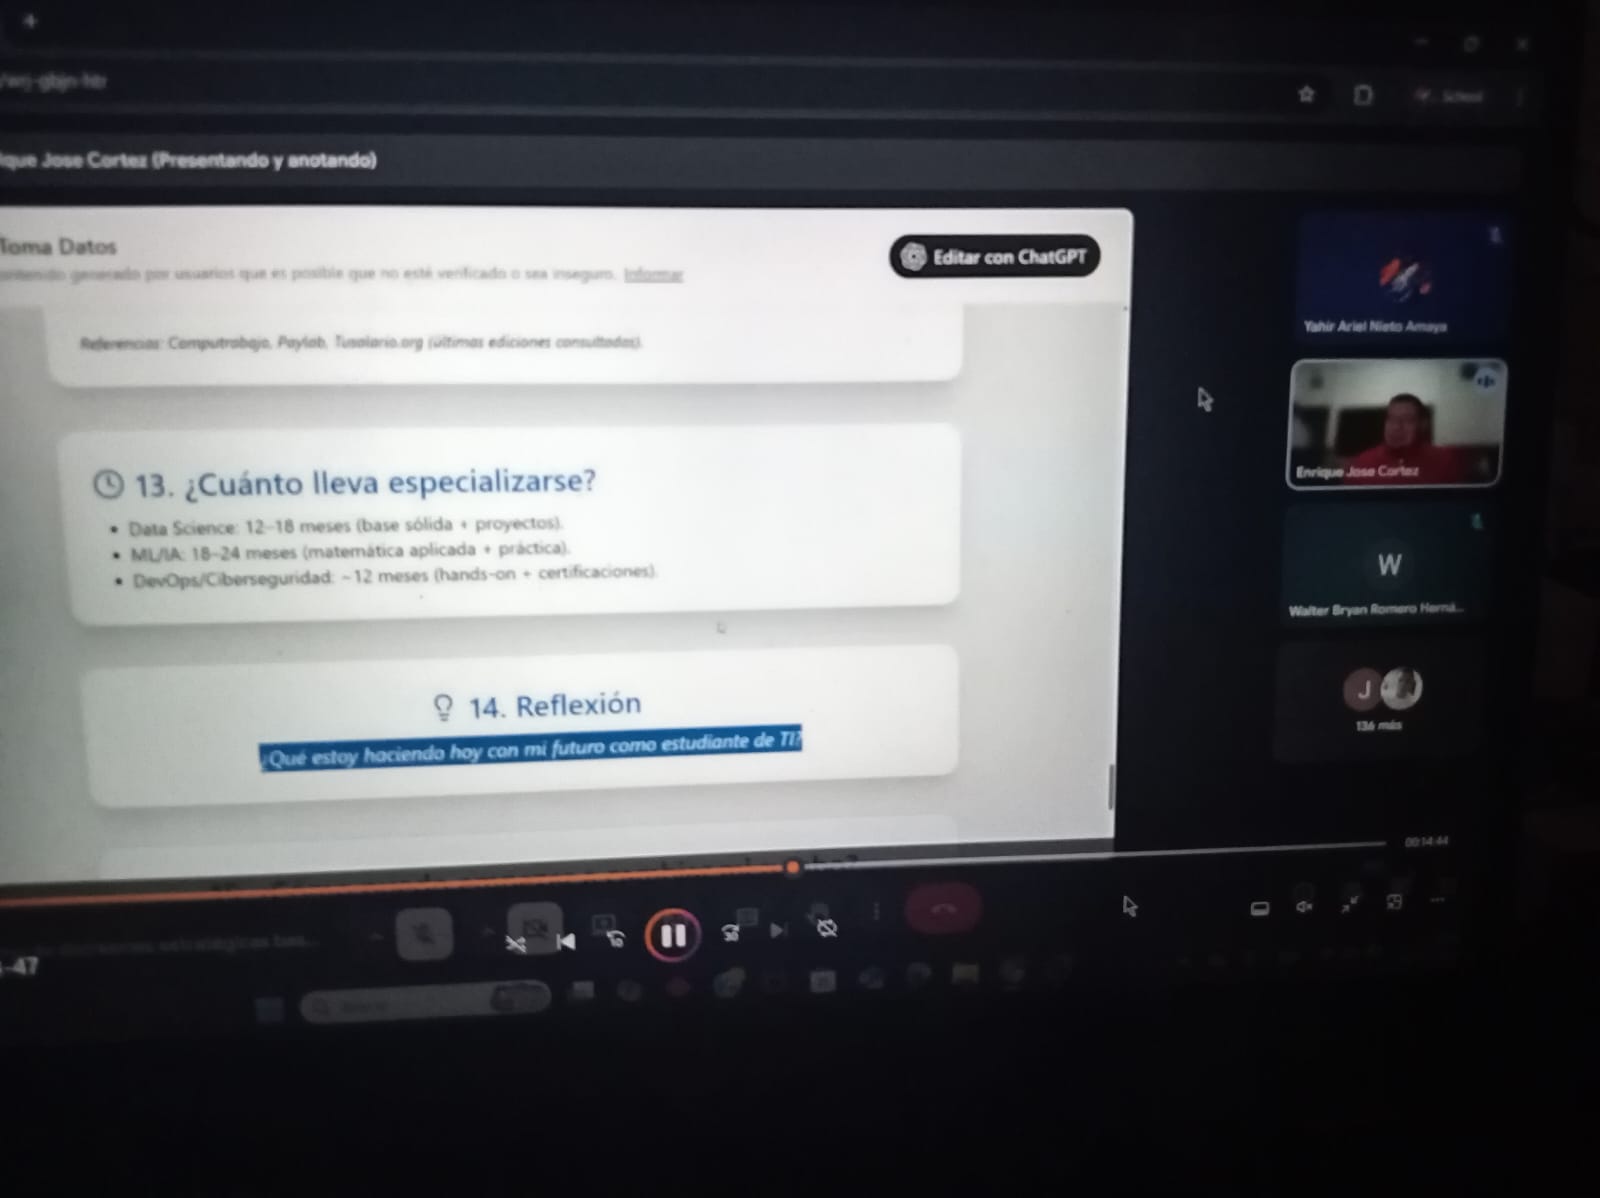 ique Jose Cortez (Presentando y anotando)
Toma Datos
generado por usuarios que es posible que no esté verificado o sea inseguro. Informar
Editar con ChatGPT
Referencias: Computrabajo, Paylab, Tusalario.org (últimas ediciones consultadas).
13. ¿Cuánto lleva especializarse?
• Data Science: 12–18 meses (base sólida + proyectos).
• ML/IA: 18–24 meses (matemática aplicada + práctica).
• DevOps/Ciberseguridad: ~12 meses (hands-on + certificaciones).
14. Reflexión
¿Qué estoy haciendo hoy con mi futuro como estudiante de TI?
School
Yahir Ariel Nieto Amaya
Enrique Jose Cortez
W
Walter Bryan Romero Herná...
J
136 más
00:14:44
-47